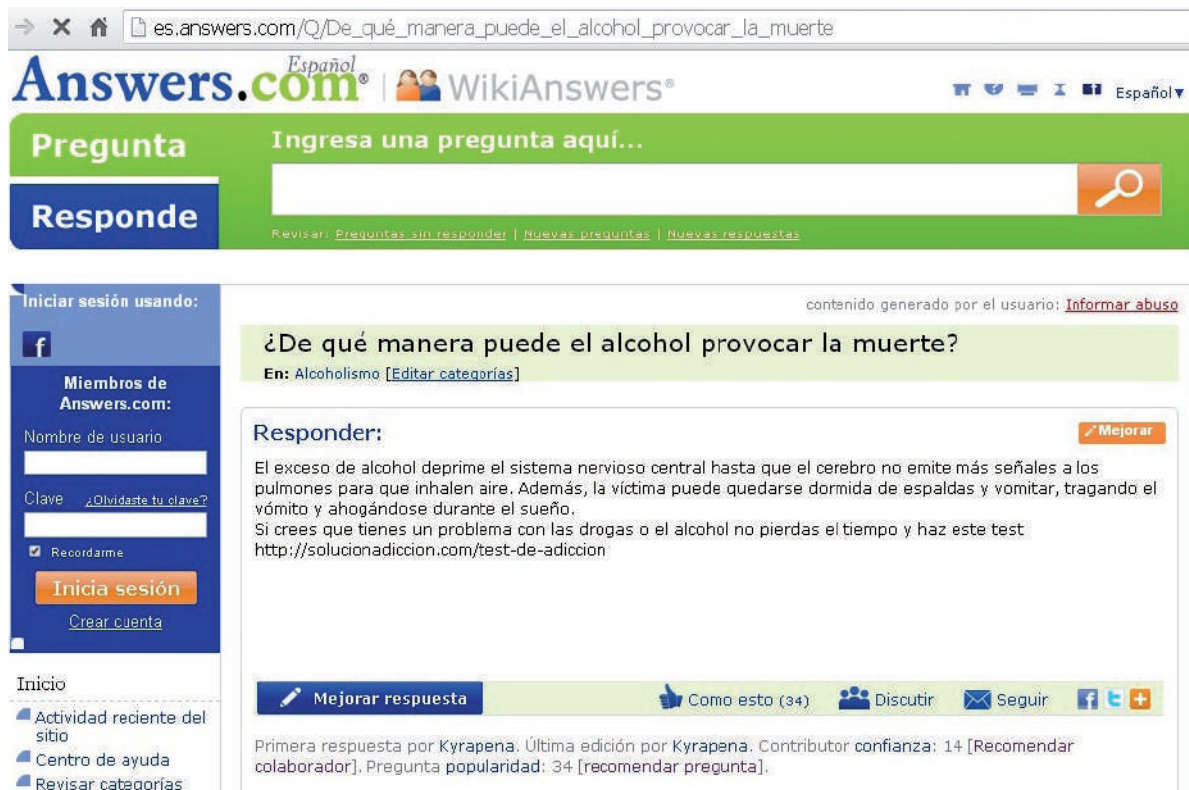 es.answers.com/Q/De_qué_manera_puede_el_alcohol_provocar_la_muerte
Answers.com® Español | WikiAnswers®
Español▼
Pregunta
Ingresa una pregunta aquí...
Responde
Revisar: Preguntas sin responder | Nuevas preguntas | Nuevas respuestas
Iniciar sesión usando:
f
Miembros de
Answers.com:
Nombre de usuario
Clave ¿Olvidaste tu clave?
Recordarme
Inicia sesión
Crear cuenta
Inicio
Actividad reciente del
sitio
Centro de ayuda
Revisar categorías
contenido generado por el usuario: Informar abuso
¿De qué manera puede el alcohol provocar la muerte?
En: Alcoholismo [Editar categorías]
Responder:
Mejorar
El exceso de alcohol deprime el sistema nervioso central hasta que el cerebro no emite más señales a los
pulmones para que inhalen aire. Además, la víctima puede quedarse dormida de espaldas y vomitar, tragando el
vómito y ahogándose durante el sueño.
Si crees que tienes un problema con las drogas o el alcohol no pierdas el tiempo y haz este test
http://solucionadiccion.com/test-de-adiccion
Mejorar respuesta
Como esto (34)
Discutir
Seguir
Primera respuesta por Kyrapena. Última edición por Kyrapena. Contributor confianza: 14 [Recomendar
colaborador]. Pregunta popularidad: 34 [recomendar pregunta].